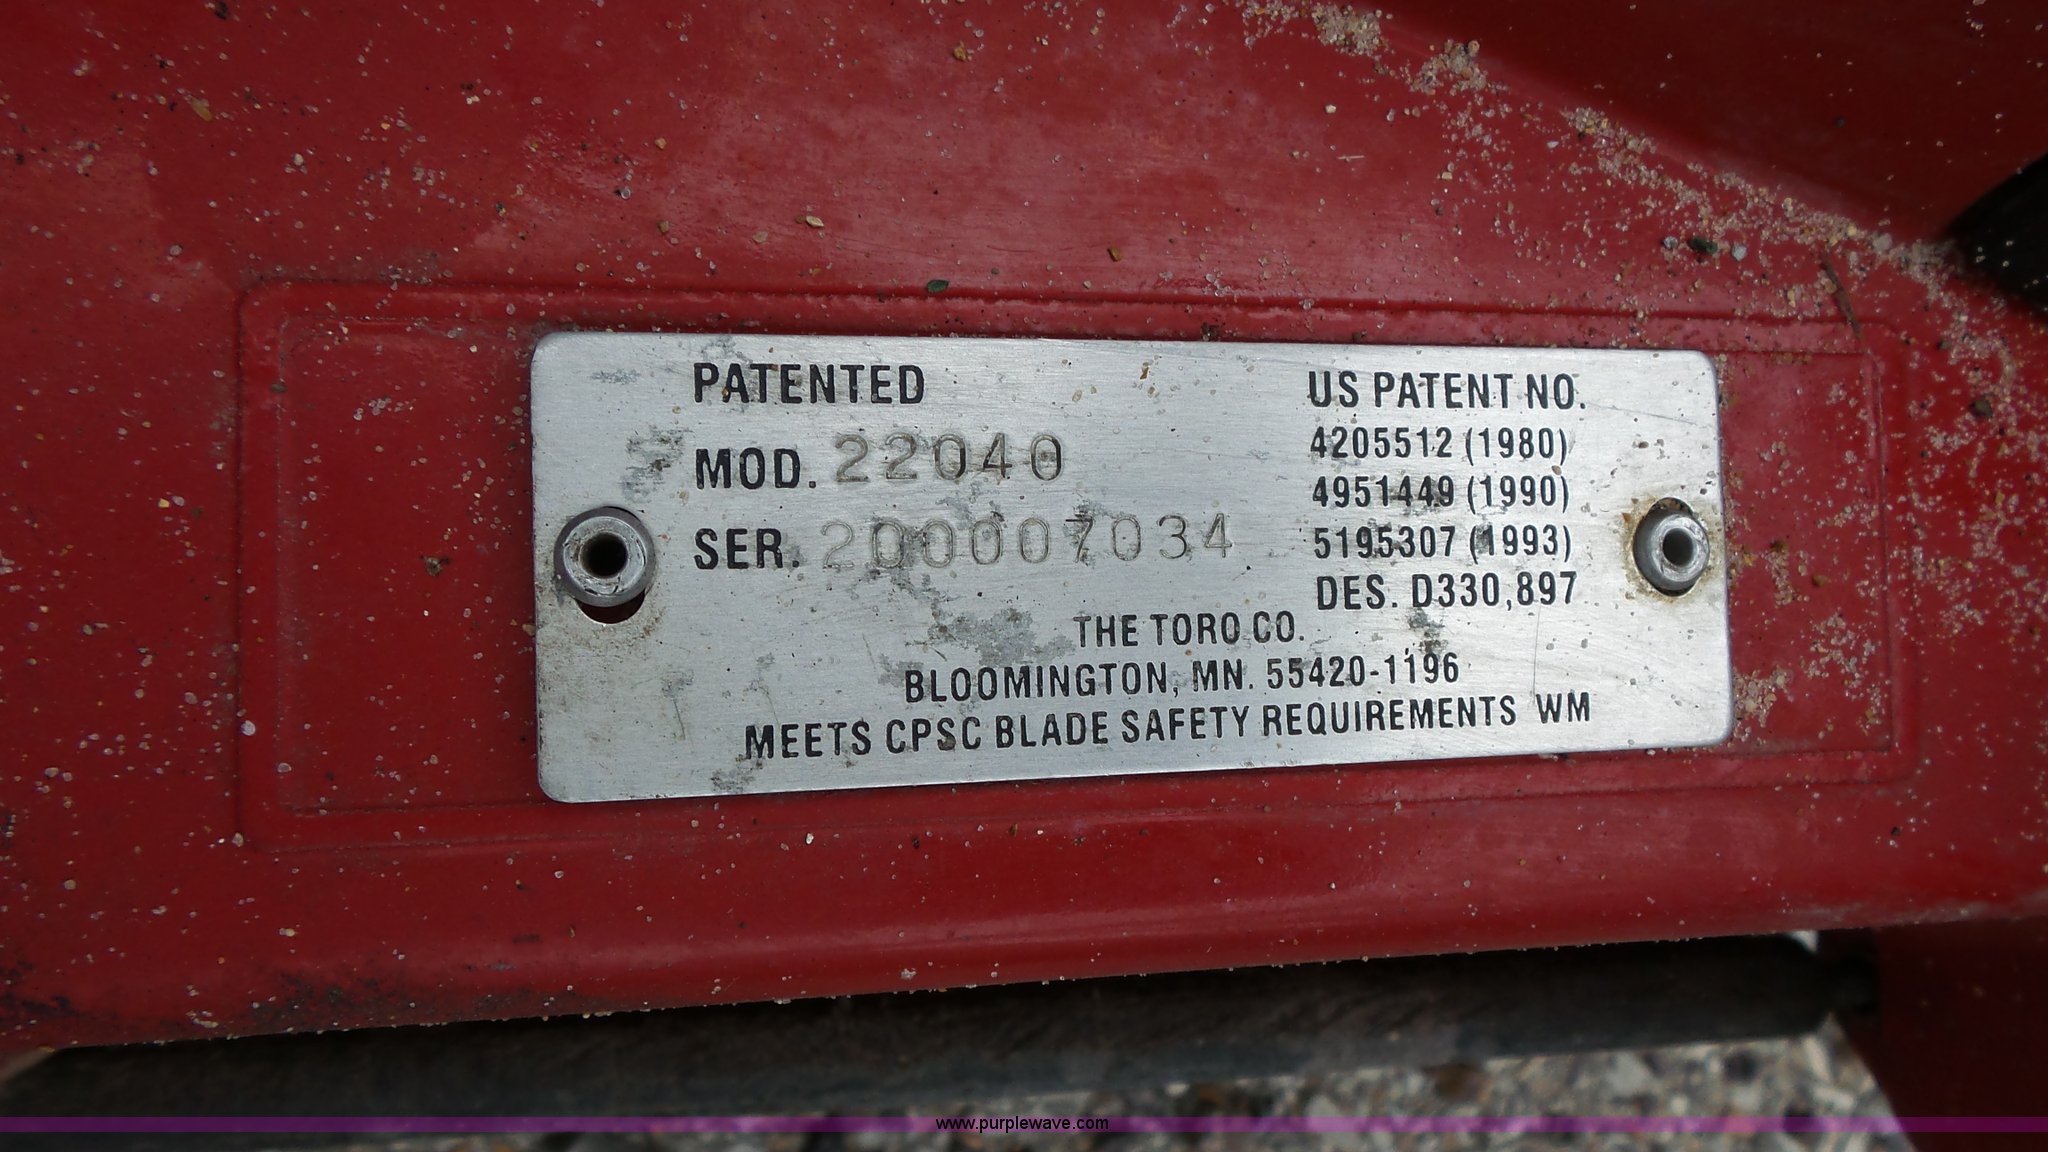 PATENTED
MOD. 22040
SER. 200007034
US PATENT NO.
4205512 (1980)
4951449 (1990)
5195307 (1993)
DES. D330,897
THE TORO CO.
BLOOMINGTON, MN. 55420-1196
MEETS CPSC BLADE SAFETY REQUIREMENTS WM
www.purplewave.com